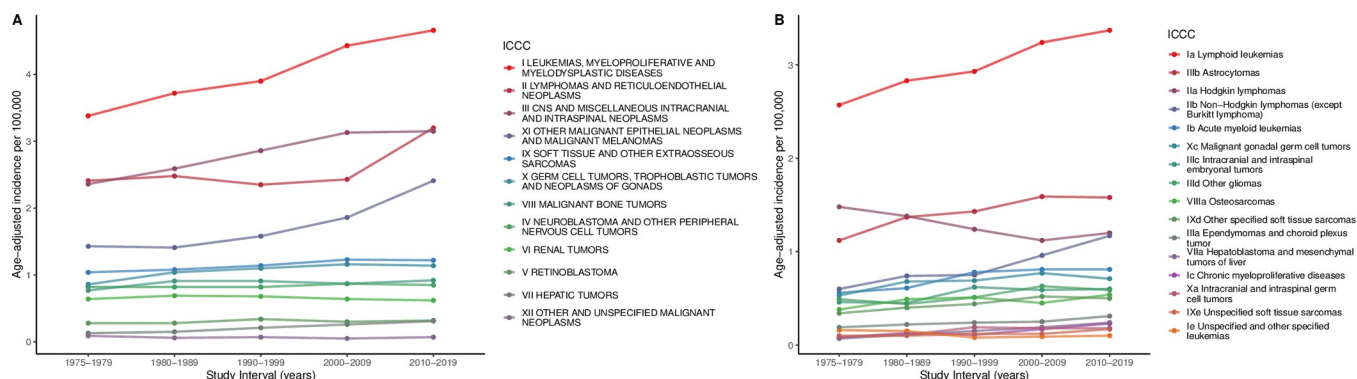 A
Age−adjusted incidence per 100,000
4
3
2
1
0
1975−1979
1980−1989
1990−1999
2000−2009
2010−2019
Study Interval (years)
ICCC
I LEUKEMIAS, MYELOPROLIFERATIVE AND
MYELODYSPLASTIC DISEASES
II LYMPHOMAS AND RETICULOENDOTHELIAL
NEOPLASMS
III CNS AND MISCELLANEOUS INTRACRANIAL
AND INTRASPINAL NEOPLASMS
XI OTHER MALIGNANT EPITHELIAL NEOPLASMS
AND MALIGNANT MELANOMAS
IX SOFT TISSUE AND OTHER EXTRAOSSEOUS
SARCOMAS
X GERM CELL TUMORS, TROPHOBLASTIC TUMORS
AND NEOPLASMS OF GONADS
VIII MALIGNANT BONE TUMORS
IV NEUROBLASTOMA AND OTHER PERIPHERAL
NERVOUS CELL TUMORS
VI RENAL TUMORS
V RETINOBLASTOMA
VII HEPATIC TUMORS
XII OTHER AND UNSPECIFIED MALIGNANT
NEOPLASMS
B
Age−adjusted incidence per 100,000
3
2
1
0
1975−1979
1980−1989
1990−1999
2000−2009
2010−2019
Study Interval (years)
ICCC
Ia Lymphoid leukemias
IIIb Astrocytomas
IIa Hodgkin lymphomas
IIb Non−Hodgkin lymphomas (except
Burkitt lymphoma)
Ib Acute myeloid leukemias
Xc Malignant gonadal germ cell tumors
IIIc Intracranial and intraspinal
embryonal tumors
IIId Other gliomas
VIIIa Osteosarcomas
IXd Other specified soft tissue sarcomas
IIIa Ependymomas and choroid plexus
tumor
VIIa Hepatoblastoma and mesenchymal
tumors of liver
Ic Chronic myeloproliferative diseases
Xa Intracranial and intraspinal germ
cell tumors
IXe Unspecified soft tissue sarcomas
Ie Unspecified and other specified
leukemias